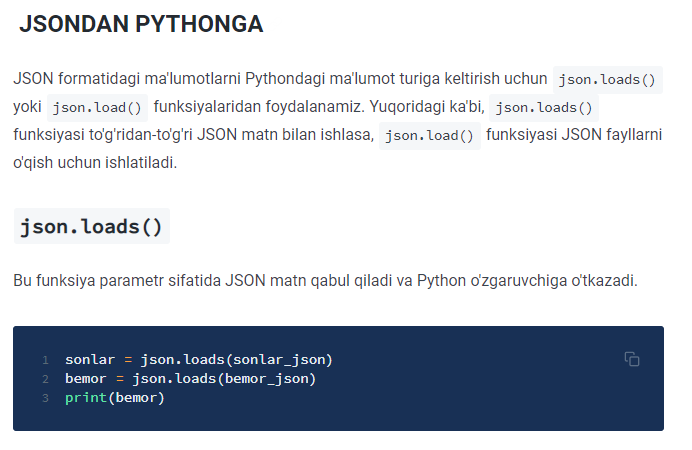 JSONDAN PYTHONGA
JSON formatidagi ma'lumotlarni Pythondagi ma'lumot turiga keltirish uchun json.loads()
yoki json.load() funksiyalaridan foydalanamiz. Yuqoridagi ka'bi, json.loads()
funksiyasi to'g'ridan-to'g'ri JSON matn bilan ishlasa, json.load() funksiyasi JSON fayllarni
o'qish uchun ishlatiladi.
json.loads()
Bu funksiya parametr sifatida JSON matn qabul qiladi va Python o'zgaruvchiga o'tkazadi.
1 sonlar = json.loads(sonlar_json)
2 bemor = json.loads(bemor_json)
3 print(bemor)